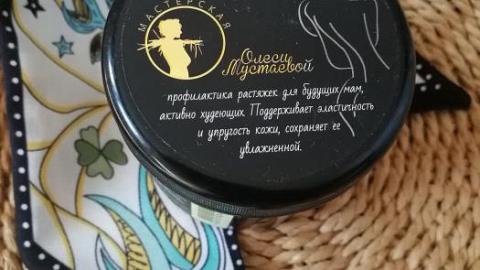 МАСТЕРСКАЯ
Олеси
Мустаевой
профилактика растяжек для будущих мам,
активно худеющих. Поддерживает эластичность
и упругость кожи, сохраняет ее
увлажненной.